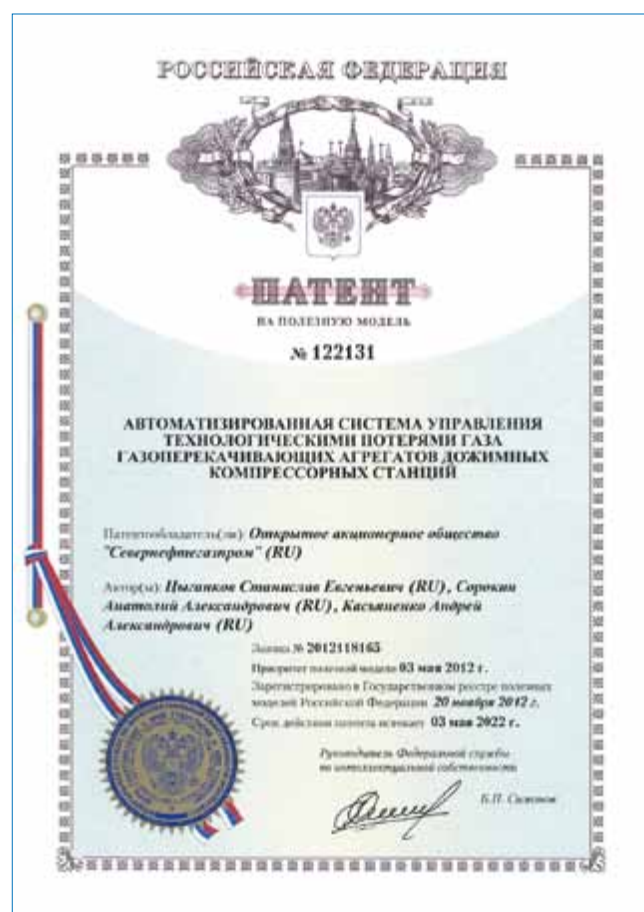 РОССИЙСКАЯ ФЕДЕРАЦИЯ
ПАТЕНТ
НА ПОЛЕЗНУЮ МОДЕЛЬ
№ 122131
АВТОМАТИЗИРОВАННАЯ СИСТЕМА УПРАВЛЕНИЯ
ТЕХНОЛОГИЧЕСКИМИ ПОТЕРЯМИ ГАЗА
ГАЗОПЕРЕКАЧИВАЮЩИХ АГРЕГАТОВ ДОЖИМНЫХ
КОМПРЕССОРНЫХ СТАНЦИЙ
Патентообладатель(ли): Открытое акционерное общество
"Севернефтегазпром" (RU)
Автор(ы): Цыганков Станислав Евгеньевич (RU), Сорокин
Анатолий Александрович (RU), Касьяненко Андрей
Александрович (RU)
Заявка № 2012118165
Приоритет полезной модели 03 мая 2012 г.
Зарегистрировано в Государственном реестре полезных
моделей Российской Федерации 20 ноября 2012 г.
Срок действия патента истекает 03 мая 2022 г.
Руководитель Федеральной службы
по интеллектуальной собственности
Б.П. Симонов